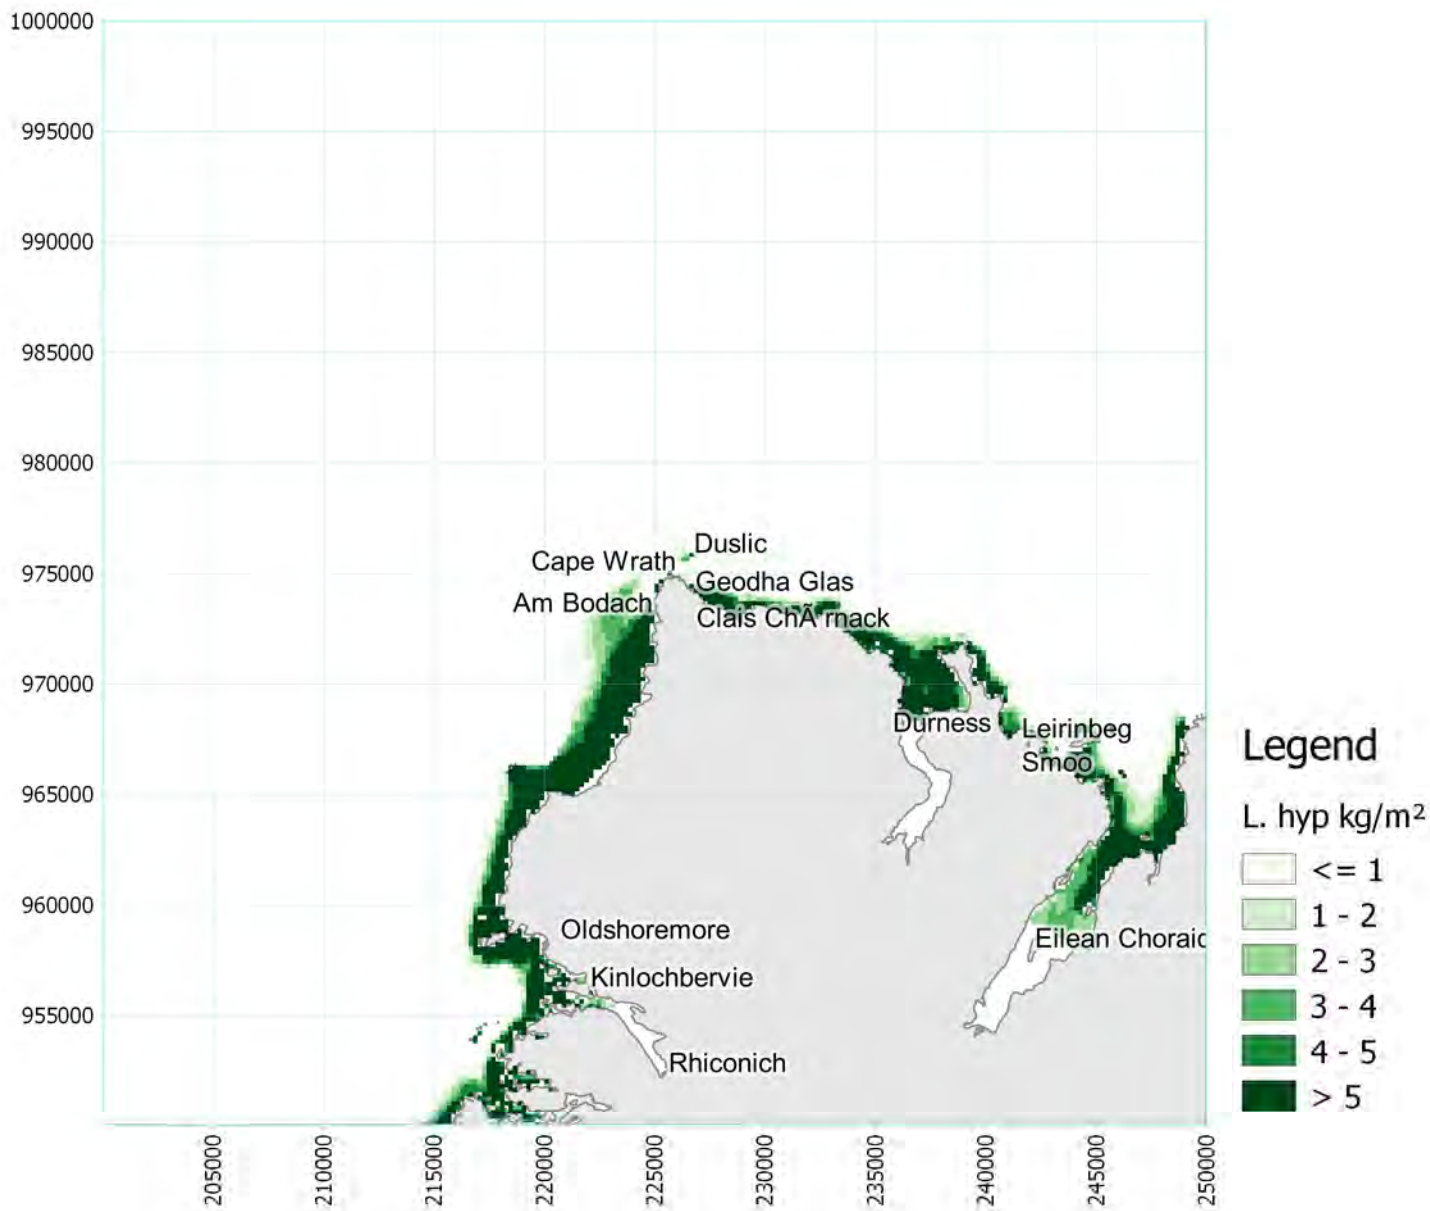 1000000
995000
990000
985000
980000
975000
970000
965000
960000
955000
Duslic
Cape Wrath
Geodha Glas
Am Bodach
Clais ChÃ rnack
Durness
Leirinbeg
Smoo
Oldshoremore
Eilean Choraid
Kinlochbervie
Rhiconich
205000
210000
215000
220000
225000
230000
235000
240000
245000
250000
Legend
L. hyp kg/m²
<= 1
1 - 2
2 - 3
3 - 4
4 - 5
> 5